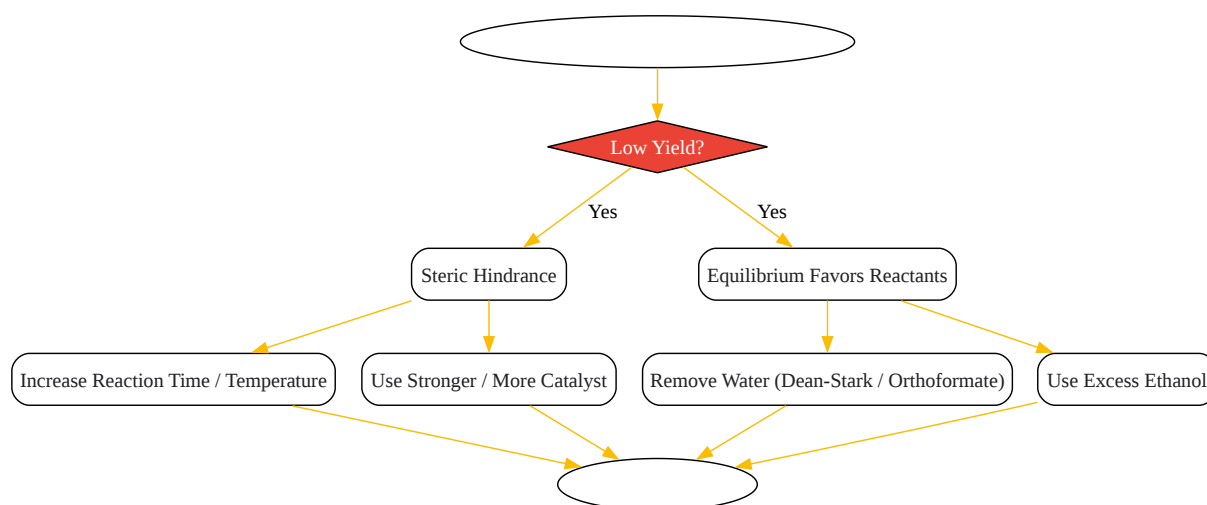 Low Yield?
Yes
Yes
Steric Hindrance
Equilibrium Favors Reactants
Increase Reaction Time / Temperature
Use Stronger / More Catalyst
Remove Water (Dean-Stark / Orthoformate)
Use Excess Ethanol